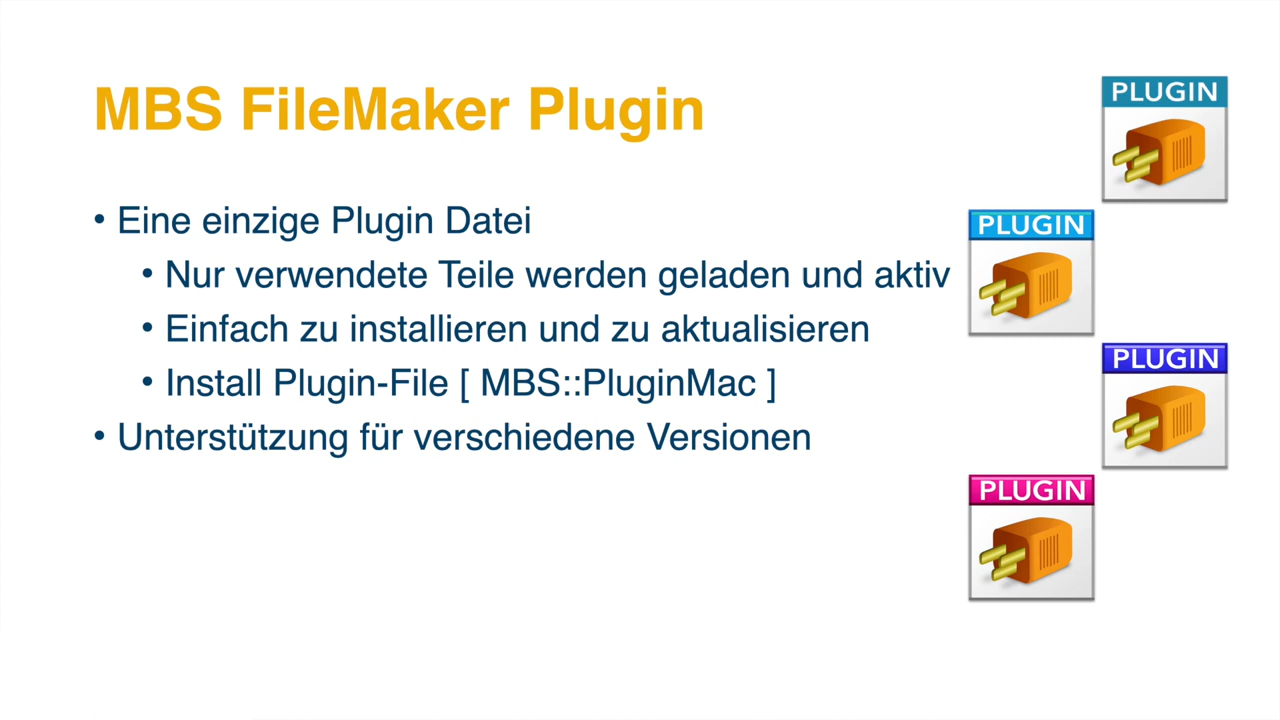 MBS FileMaker Plugin
• Eine einzige Plugin Datei
• Nur verwendete Teile werden geladen und aktiv
• Einfach zu installieren und zu aktualisieren
• Install Plugin-File [ MBS::PluginMac ]
• Unterstützung für verschiedene Versionen
PLUGIN
PLUGIN
PLUGIN
PLUGIN